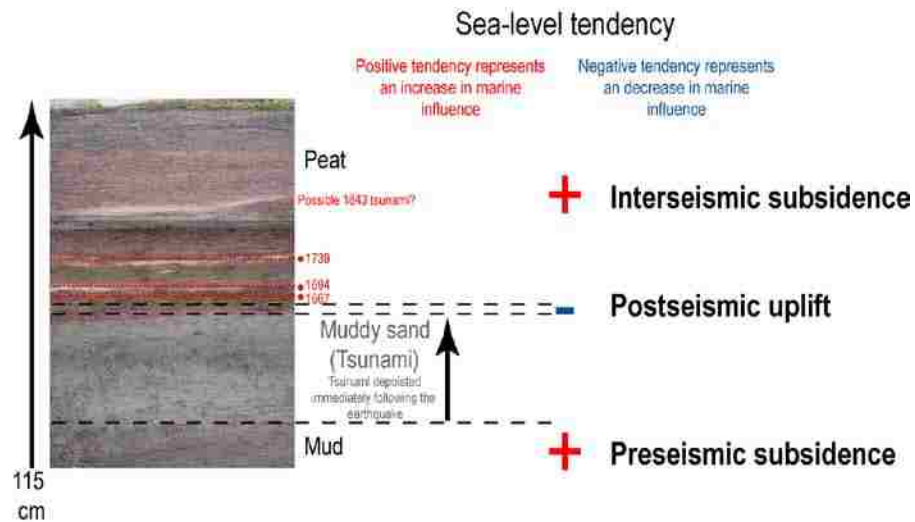 Sea-level tendency
Positive tendency represents
an increase in marine
influence
Negative tendency represents
an decrease in marine
influence
Peat
Possible 1843 tsunami?
+
Interseismic subsidence
1739
1694
1667
-
Postseismic uplift
Muddy sand
(Tsunami)
Tsunami depoisted
immediately following the
earthquake
Mud
+
Preseismic subsidence
115
cm